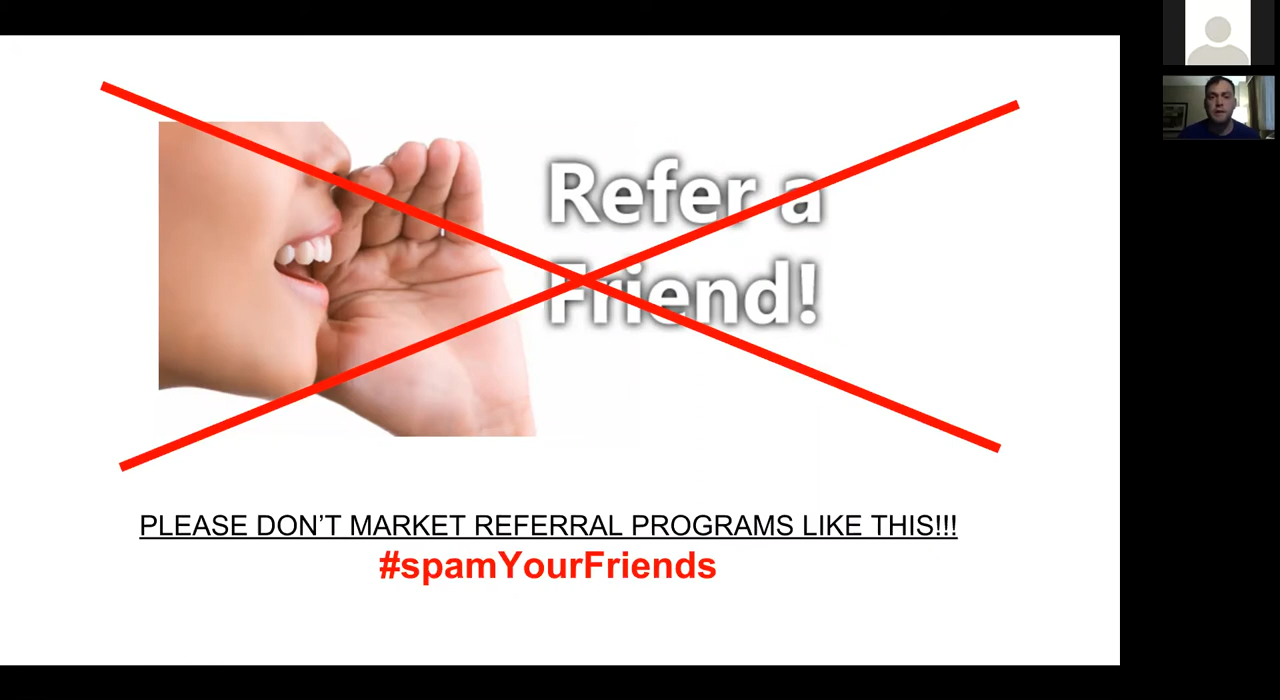 Refer a
Friend!
PLEASE DON’T MARKET REFERRAL PROGRAMS LIKE THIS!!!
#spamYourFriends